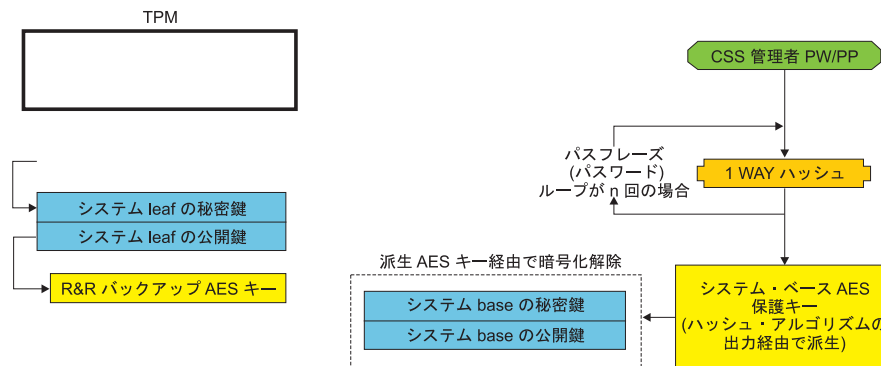 TPM
CSS 管理者 PW/PP
パスフレーズ
(パスワード)
ループが n 回の場合
1 WAY ハッシュ
システム leaf の秘密鍵
システム leaf の公開鍵
R&R バックアップ AES キー
派生 AES キー経由で暗号化解除
システム base の秘密鍵
システム base の公開鍵
システム・ベース AES
保護キー
(ハッシュ・アルゴリズムの
出力経由で派生)